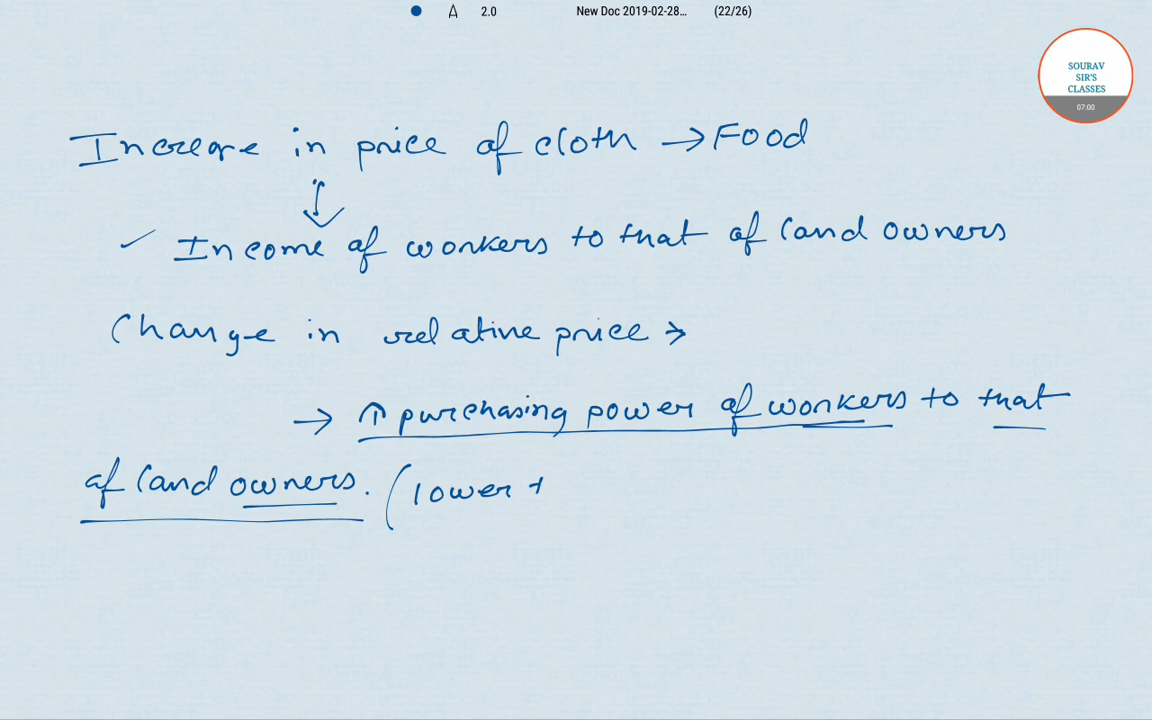 2.0 New Doc 2019-02-28... (22/26)
SOURAV
SIR'S
CLASSES
07:00
Increase in price of cloth → Food
↓
✓ Income of workers to that of land owners
Change in relative price →
→ ↑ purchasing power of workers to that
of land owners. (lower t